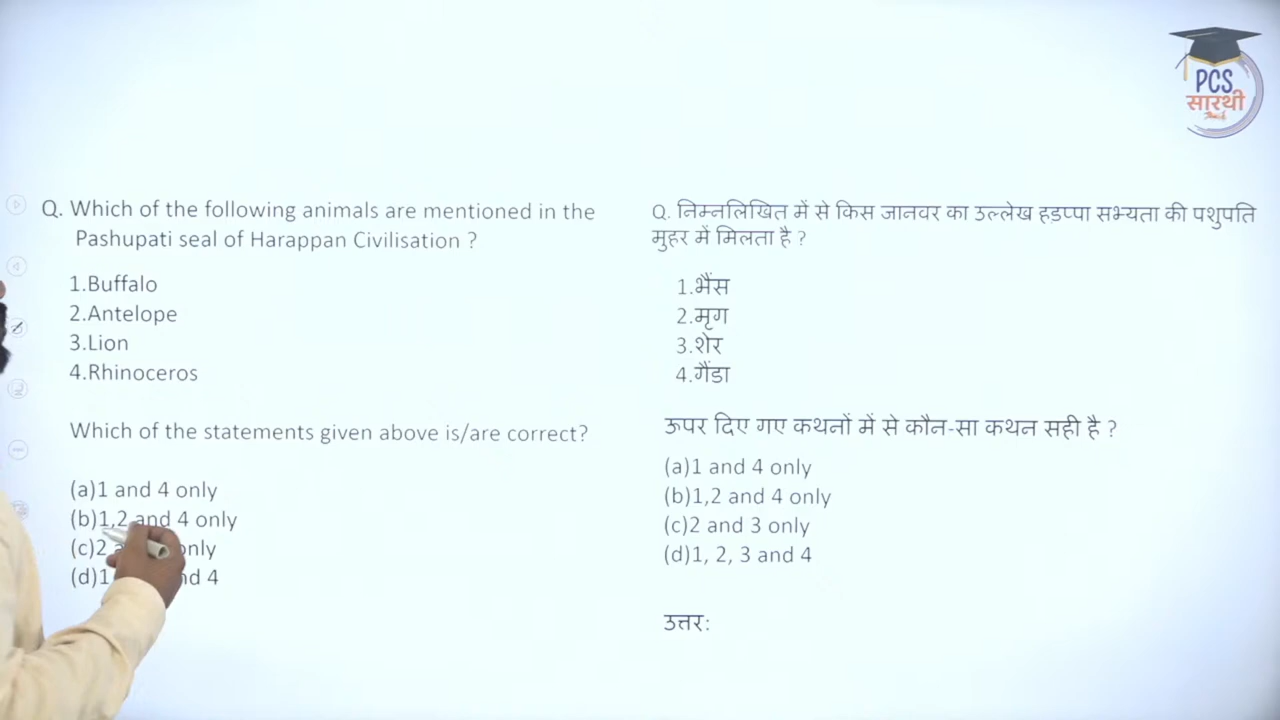 PCS
सारथी
Q. Which of the following animals are mentioned in the
Pashupati seal of Harappan Civilisation ?
1.Buffalo
2.Antelope
3.Lion
4.Rhinoceros
Which of the statements given above is/are correct?
(a)1 and 4 only
(b)1,2 and 4 only
(c)2 only
(d)1 and 4
Q. निम्नलिखित में से किस जानवर का उल्लेख हडप्पा सभ्यता की पशुपति
मुहर में मिलता है ?
1.भैंस
2.मृग
3.शेर
4.गैंडा
ऊपर दिए गए कथनों में से कौन-सा कथन सही है ?
(a)1 and 4 only
(b)1,2 and 4 only
(c)2 and 3 only
(d)1, 2, 3 and 4
उत्तर: